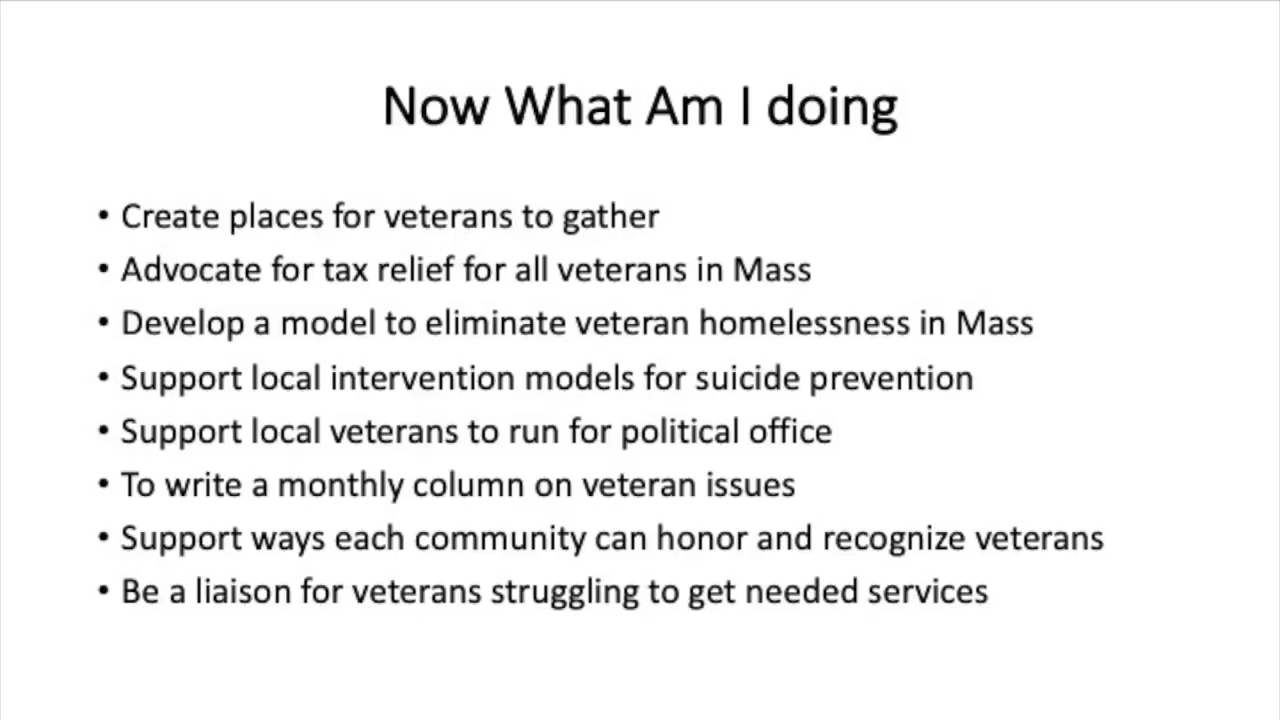 Now What Am I doing
• Create places for veterans to gather
• Advocate for tax relief for all veterans in Mass
• Develop a model to eliminate veteran homelessness in Mass
• Support local intervention models for suicide prevention
• Support local veterans to run for political office
• To write a monthly column on veteran issues
• Support ways each community can honor and recognize veterans
• Be a liaison for veterans struggling to get needed services